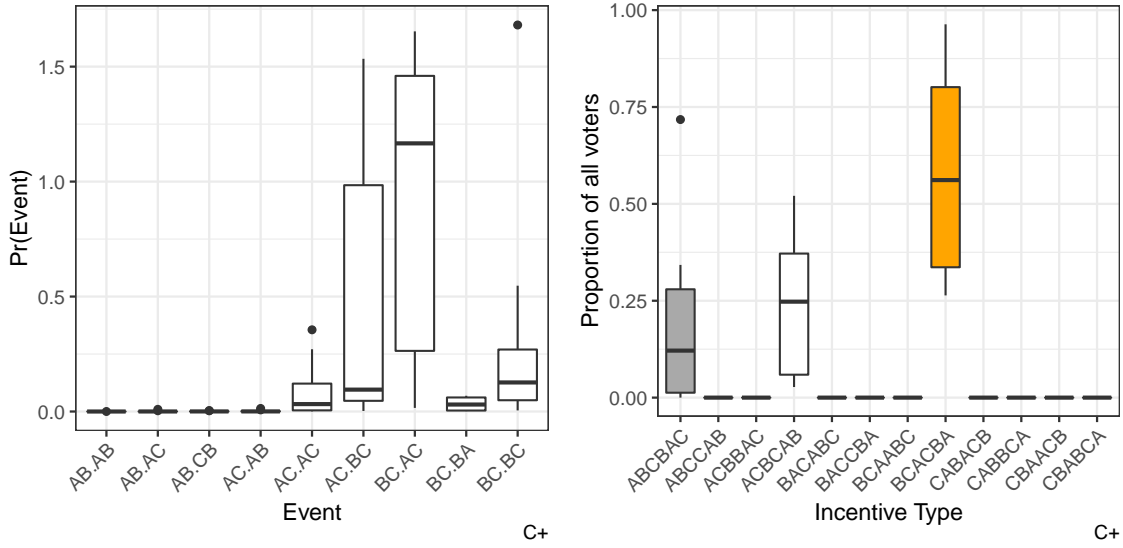 Pr(Event)
1.5
1.0
0.5
0.0
AB.AB
AB.AC
AB.CB
AC.AB
AC.AC
AC.BC
BC.AC
BC.BA
BC.BC
Event
C+
Proportion of all voters
1.00
0.75
0.50
0.25
0.00
ABCBAC
ABCCAB
ACBBAC
ACBCAB
BACABC
BACCBA
BCAABC
BCACBA
CABACB
CABBCA
CBAACB
CBABCA
Incentive Type
C+